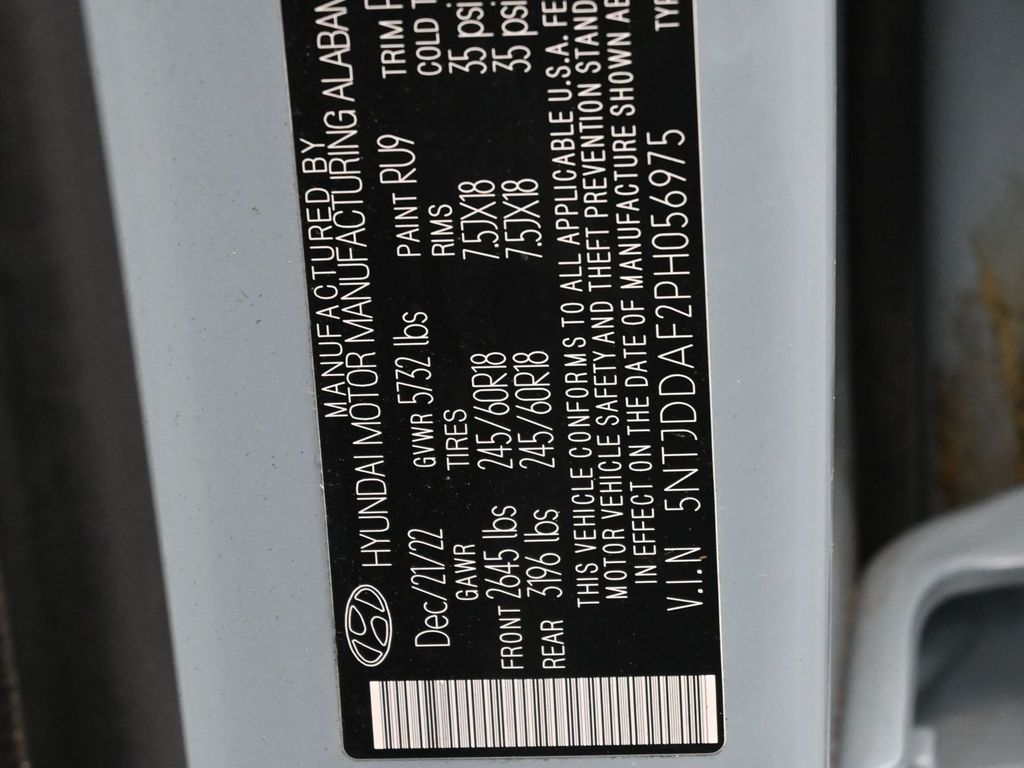 MANUFACTURED BY
HYUNDAI MOTOR MANUFACTURING ALABAM
Dec/21/22 GVWR 5732 lbs PAINT RU9 TRIM
GAWR TIRES RIMS COLD
FRONT 2645 lbs 245/60R18 7.5JX18 35 psi
REAR 3196 lbs 245/60R18 7.5JX18 35 psi
THIS VEHICLE CONFORMS TO ALL APPLICABLE U.S.A. FE
MOTOR VEHICLE SAFETY AND THEFT PREVENTION STAND
IN EFFECT ON THE DATE OF MANUFACTURE SHOWN AB
V.I.N 5NTJDDAF2PH056975 TYP